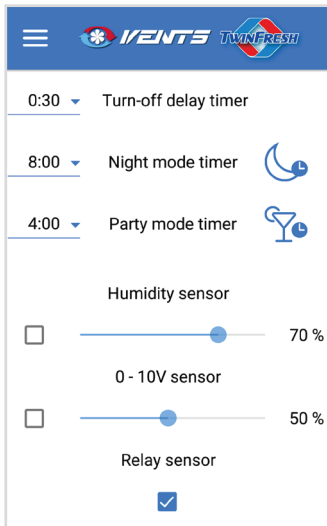 VENTS TwinFresh
0:30 Turn-off delay timer
8:00 Night mode timer
4:00 Party mode timer
Humidity sensor
70 %
0 - 10V sensor
50 %
Relay sensor